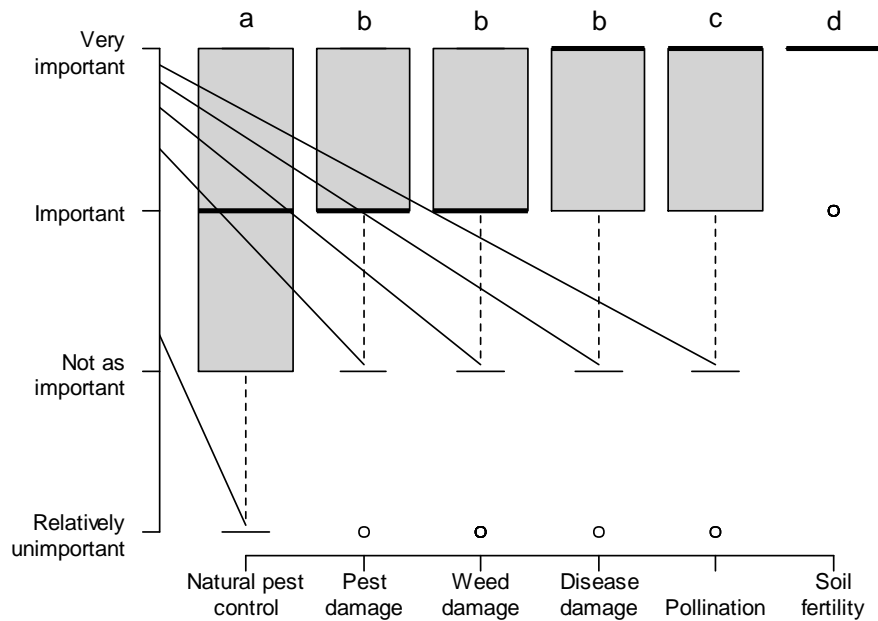 a b b b c d
Very
important
Important
Not as
important
Relatively
unimportant
Natural pest
control
Pest
damage
Weed
damage
Disease
damage
Pollination
Soil
fertility